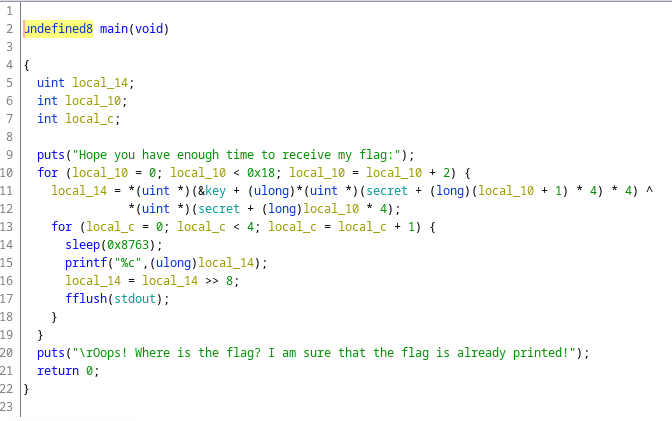 1
2 undefined8 main(void)
3
4 {
5 uint local_14;
6 int local_10;
7 int local_c;
8
9 puts("Hope you have enough time to receive my flag:");
10 for (local_10 = 0; local_10 < 0x18; local_10 = local_10 + 2) {
11 local_14 = *(uint *)(&key + (ulong)*(uint *)(secret + (long)(local_10 + 1) * 4) * 4) ^
12 *(uint *)(secret + (long)local_10 * 4);
13 for (local_c = 0; local_c < 4; local_c = local_c + 1) {
14 sleep(0x8763);
15 printf("%c",(ulong)local_14);
16 local_14 = local_14 >> 8;
17 fflush(stdout);
18 }
19 }
20 puts("\rOops! Where is the flag? I am sure that the flag is already printed!");
21 return 0;
22 }
23